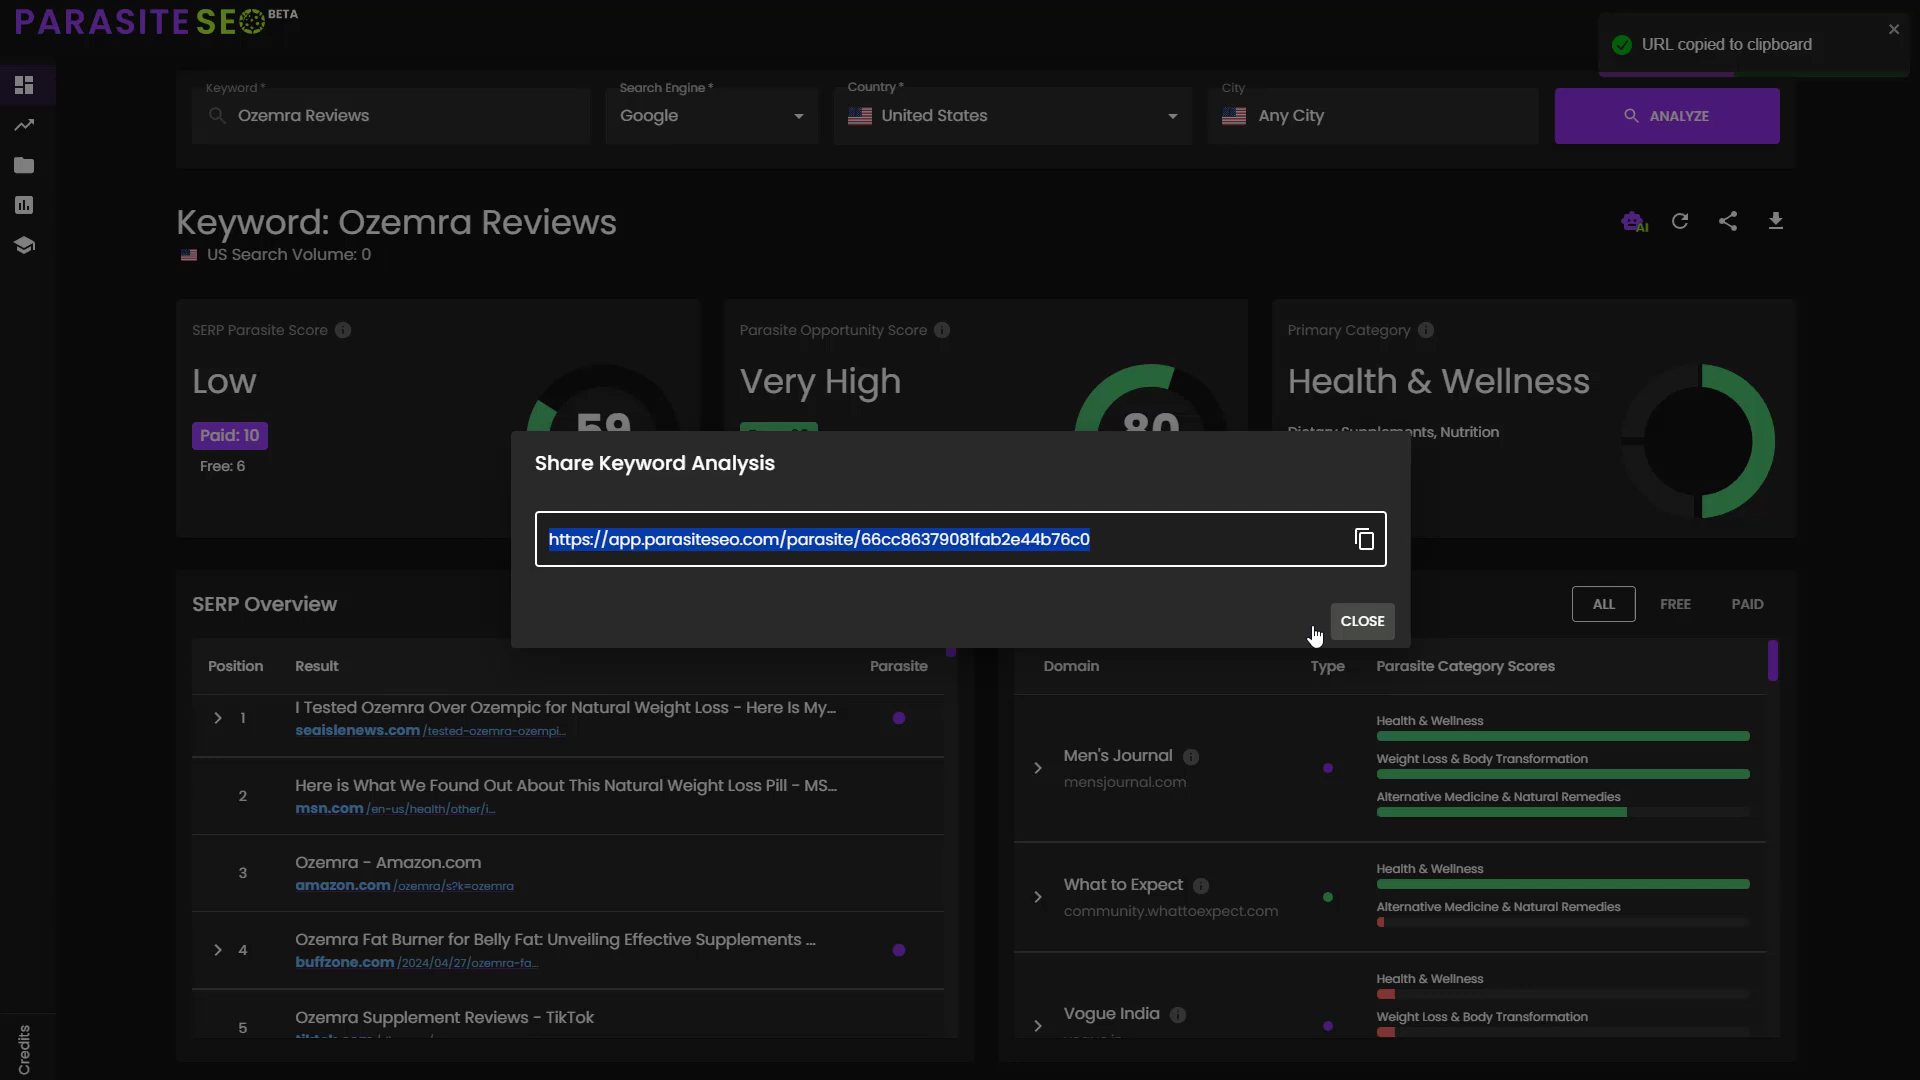 PARASITE SEO BETA
URL copied to clipboard
Keyword *
Ozemra Reviews
Search Engine *
Google
Country *
United States
City
Any City
ANALYZE
Keyword: Ozemra Reviews
AI
US Search Volume: 0
SERP Parasite Score
Low
Paid: 10
Free: 6
59
Parasite Opportunity Score
Very High
80
Primary Category
Health & Wellness
Dietary Supplements, Nutrition
Share Keyword Analysis
https://app.parasiteseo.com/parasite/66cc86379081fab2e44b76c0
CLOSE
SERP Overview
Position Result Parasite
1 I Tested Ozemra Over Ozempic for Natural Weight Loss - Here Is My...
seaislenews.com/tested-ozemra-ozempi...
2 Here is What We Found Out About This Natural Weight Loss Pill - MS...
msn.com/en-us/health/other/i...
3 Ozemra - Amazon.com
amazon.com/ozemra/s?k=ozemra
4 Ozemra Fat Burner for Belly Fat: Unveiling Effective Supplements ...
buffzone.com/2024/04/27/ozemra-fa...
5 Ozemra Supplement Reviews - TikTok
ALL FREE PAID
Domain Type Parasite Category Scores
Men's Journal
mensjournal.com
Health & Wellness
Weight Loss & Body Transformation
Alternative Medicine & Natural Remedies
What to Expect
community.whattoexpect.com
Health & Wellness
Alternative Medicine & Natural Remedies
Vogue India
Health & Wellness
Weight Loss & Body Transformation
Credits